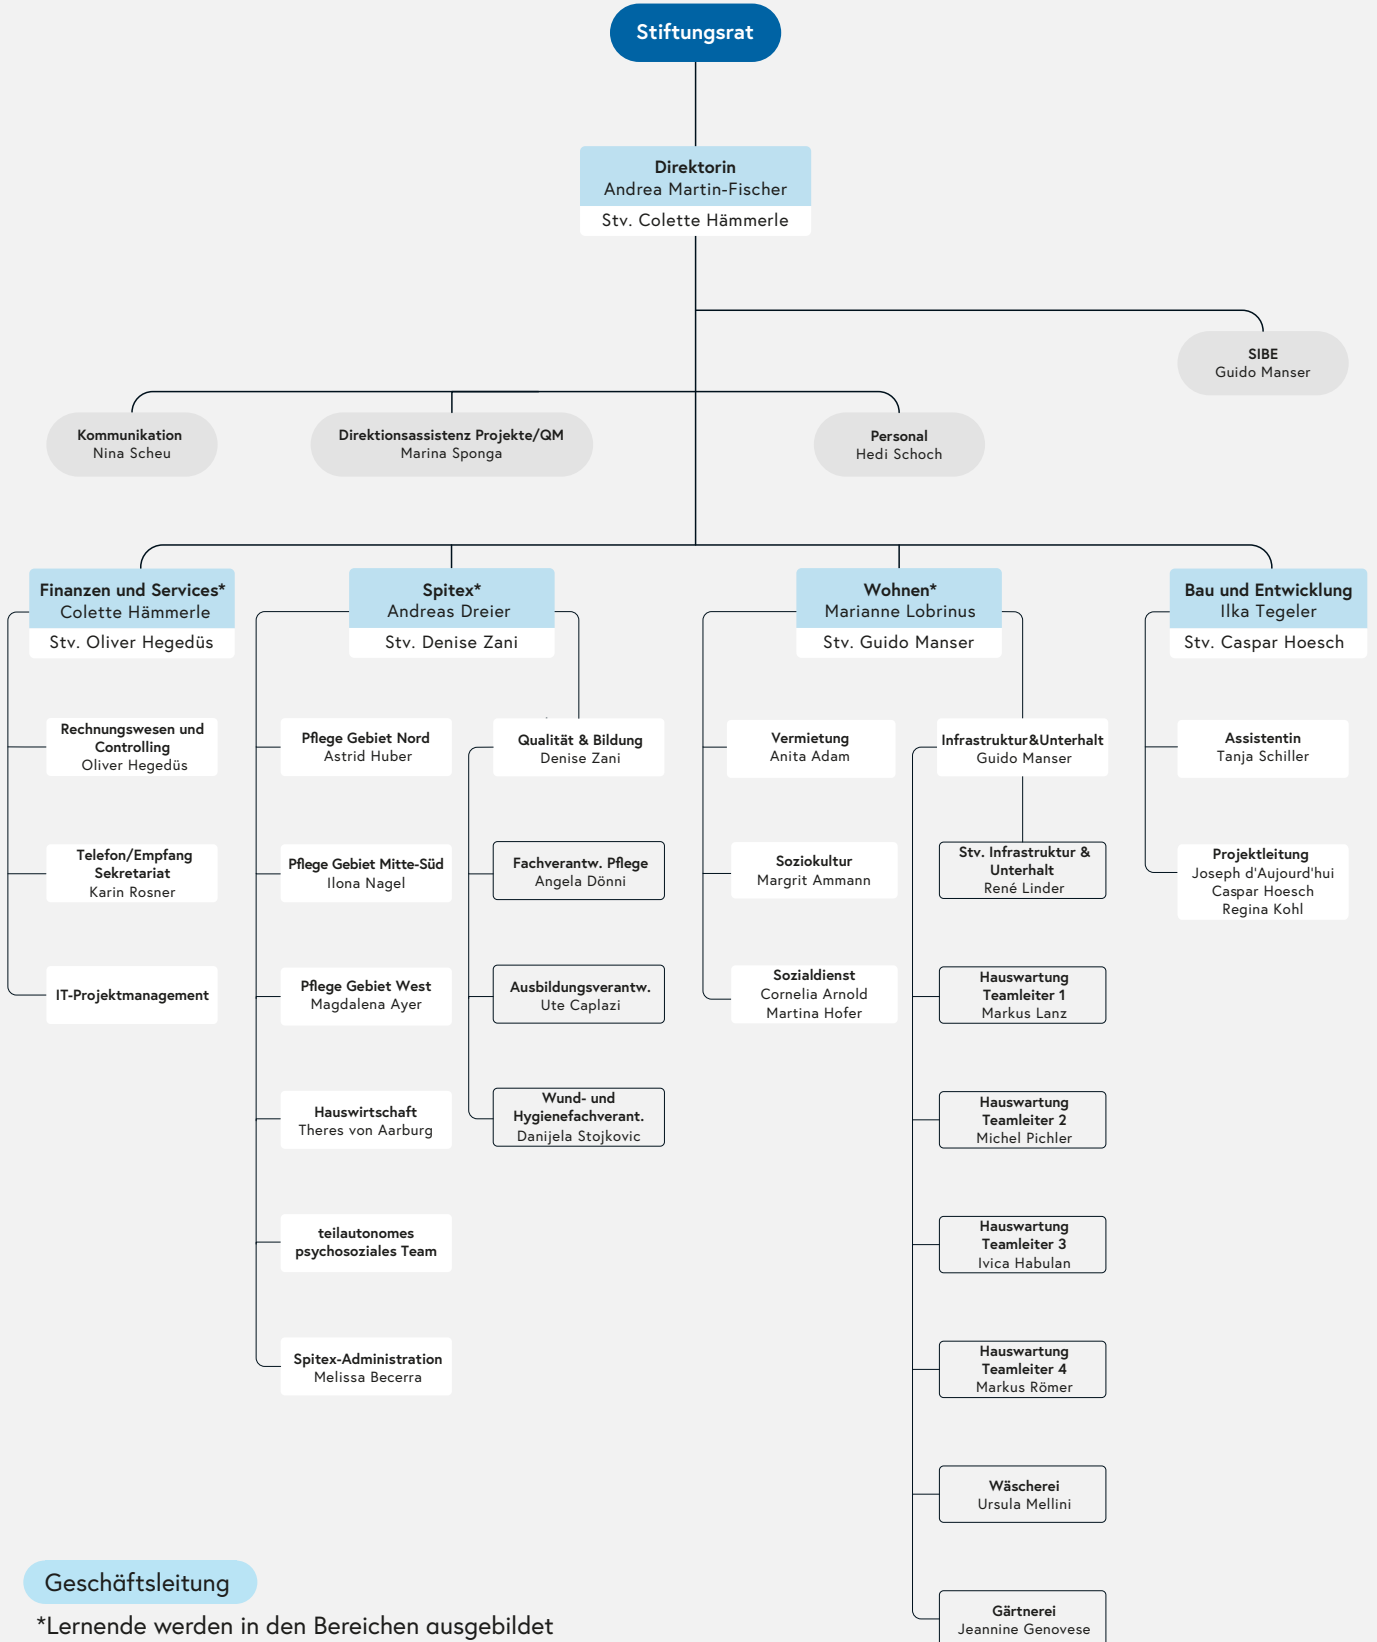 Stiftungsrat
Direktorin
Andrea Martin-Fischer
Stv. Colette Hämmerle
SIBE
Guido Manser
Kommunikation
Nina Scheu
Direktionsassistenz Projekte/QM
Marina Sponga
Personal
Hedi Schoch
Finanzen und Services*
Colette Hämmerle
Stv. Oliver Hegedüs
Rechnungswesen und
Controlling
Oliver Hegedüs
Telefon/Empfang
Sekretariat
Karin Rosner
IT-Projektmanagement
Spitex*
Andreas Dreier
Stv. Denise Zani
Pflege Gebiet Nord
Astrid Huber
Pflege Gebiet Mitte-Süd
Ilona Nagel
Pflege Gebiet West
Magdalena Ayer
Hauswirtschaft
Theres von Aarburg
teilautonomes
psychosoziales Team
Spitex-Administration
Melissa Becerra
Qualität & Bildung
Denise Zani
Fachverantw. Pflege
Angela Dönni
Ausbildungsverantw.
Ute Caplazi
Wund- und
Hygienefachverant.
Danijela Stojkovic
Wohnen*
Marianne Lobrinus
Stv. Guido Manser
Vermietung
Anita Adam
Soziokultur
Margrit Ammann
Sozialdienst
Cornelia Arnold
Martina Hofer
Infrastruktur&Unterhalt
Guido Manser
Stv. Infrastruktur &
Unterhalt
René Linder
Hauswartung
Teamleiter 1
Markus Lanz
Hauswartung
Teamleiter 2
Michel Pichler
Hauswartung
Teamleiter 3
Ivica Habulan
Hauswartung
Teamleiter 4
Markus Römer
Wäscherei
Ursula Mellini
Gärtnerei
Jeannine Genovese
Bau und Entwicklung
Ilka Tegeler
Stv. Caspar Hoesch
Assistentin
Tanja Schiller
Projektleitung
Joseph d'Aujourd'hui
Caspar Hoesch
Regina Kohl
Geschäftsleitung
*Lernende werden in den Bereichen ausgebildet